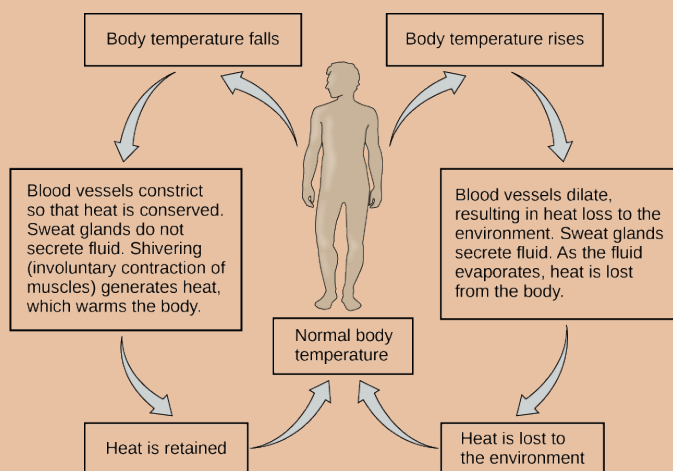 Body temperature falls
Body temperature rises
Blood vessels constrict
so that heat is conserved.
Sweat glands do not
secrete fluid. Shivering
(involuntary contraction of
muscles) generates heat,
which warms the body.
Blood vessels dilate,
resulting in heat loss to the
environment. Sweat glands
secrete fluid. As the fluid
evaporates, heat is lost
from the body.
Normal body
temperature
Heat is retained
Heat is lost to
the environment